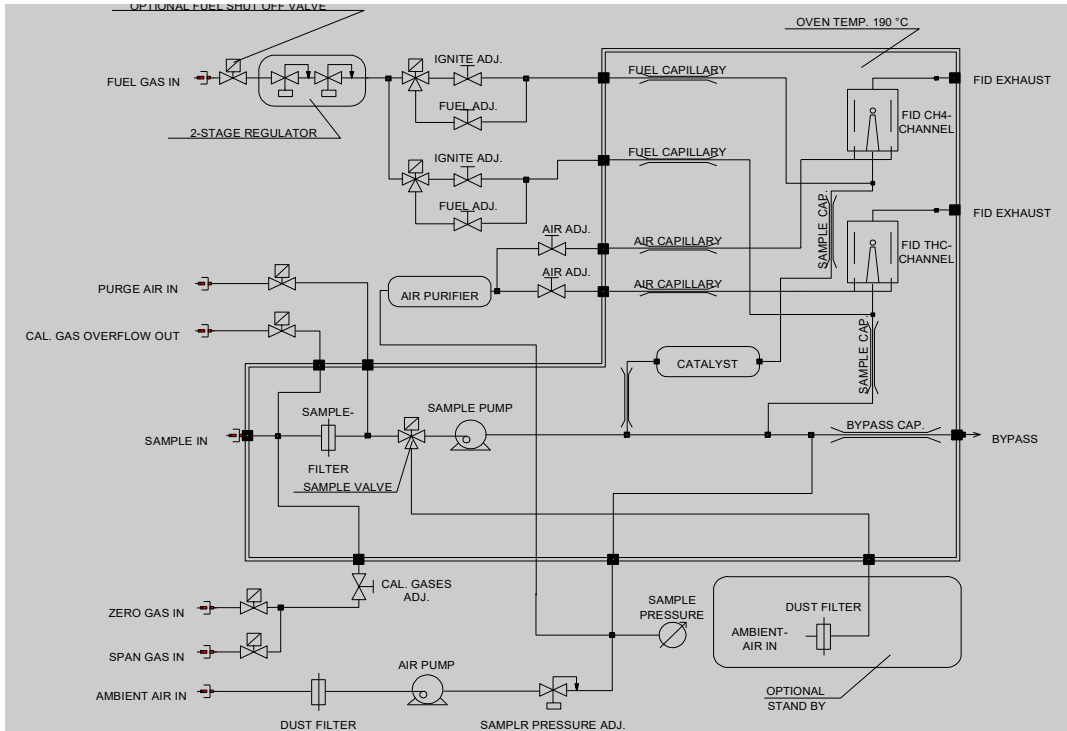 OPTIONAL FUEL SHUT OFF VALVE
OVEN TEMP. 190 °C
FUEL GAS IN
IGNITE ADJ.
FUEL CAPILLARY
FID EXHAUST
FUEL ADJ.
FID CH4-
CHANNEL
2-STAGE REGULATOR
IGNITE ADJ.
FUEL CAPILLARY
FUEL ADJ.
SAMPLE CAP.
FID EXHAUST
AIR ADJ.
AIR CAPILLARY
FID THC-
CHANNEL
PURGE AIR IN
AIR PURIFIER
AIR ADJ.
AIR CAPILLARY
CAL. GAS OVERFLOW OUT
CATALYST
SAMPLE CAP.
SAMPLE-
FILTER
SAMPLE PUMP
BYPASS CAP.
SAMPLE IN
BYPASS
SAMPLE VALVE
CAL. GASES
ADJ.
ZERO GAS IN
SAMPLE
PRESSURE
DUST FILTER
AMBIENT-
AIR IN
SPAN GAS IN
AIR PUMP
AMBIENT AIR IN
OPTIONAL
STAND BY
DUST FILTER
SAMPLR PRESSURE ADJ.